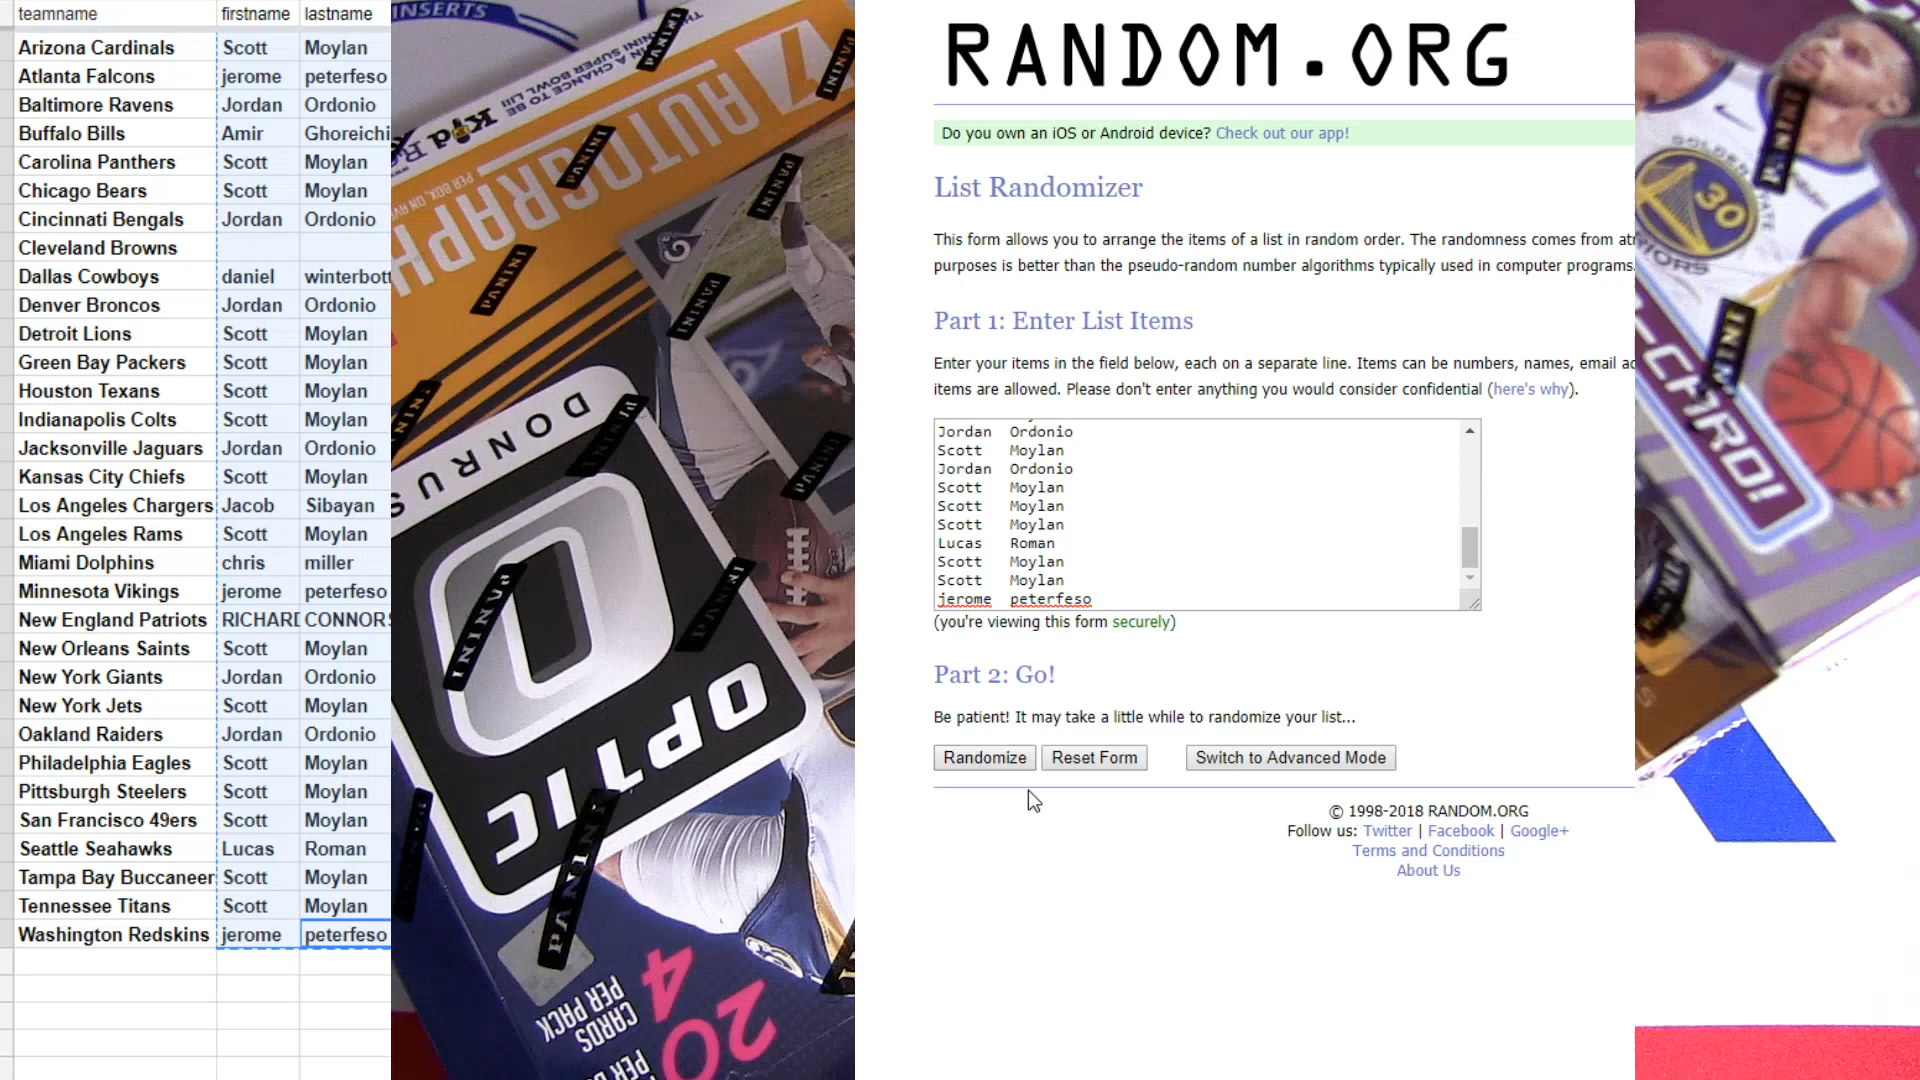 teamname firstname lastname
Arizona Cardinals Scott Moylan
Atlanta Falcons jerome peterfeso
Baltimore Ravens Jordan Ordonio
Buffalo Bills Amir Ghoreichi
Carolina Panthers Scott Moylan
Chicago Bears Scott Moylan
Cincinnati Bengals Jordan Ordonio
Cleveland Browns
Dallas Cowboys daniel winterbott
Denver Broncos Jordan Ordonio
Detroit Lions Scott Moylan
Green Bay Packers Scott Moylan
Houston Texans Scott Moylan
Indianapolis Colts Scott Moylan
Jacksonville Jaguars Jordan Ordonio
Kansas City Chiefs Scott Moylan
Los Angeles Chargers Jacob Sibayan
Los Angeles Rams Scott Moylan
Miami Dolphins chris miller
Minnesota Vikings jerome peterfeso
New England Patriots RICHARD CONNORS
New Orleans Saints Scott Moylan
New York Giants Jordan Ordonio
New York Jets Scott Moylan
Oakland Raiders Jordan Ordonio
Philadelphia Eagles Scott Moylan
Pittsburgh Steelers Scott Moylan
San Francisco 49ers Scott Moylan
Seattle Seahawks Lucas Roman
Tampa Bay Buccaneer Scott Moylan
Tennessee Titans Scott Moylan
Washington Redskins jerome peterfeso
INSERTS
7 AUTOGRAPH
PER BOX, ON AV
DONRUS
OPTIC
20
4
CARDS
PER PACK
PANINI
RANDOM.ORG
Do you own an iOS or Android device? Check out our app!
List Randomizer
This form allows you to arrange the items of a list in random order. The randomness comes from at
purposes is better than the pseudo-random number algorithms typically used in computer programs.
Part 1: Enter List Items
Enter your items in the field below, each on a separate line. Items can be numbers, names, email ad
items are allowed. Please don't enter anything you would consider confidential (here's why).
Jordan Ordonio
Scott Moylan
Jordan Ordonio
Scott Moylan
Scott Moylan
Scott Moylan
Lucas Roman
Scott Moylan
Scott Moylan
jerome peterfeso
(you're viewing this form securely)
Part 2: Go!
Be patient! It may take a little while to randomize your list...
Randomize Reset Form Switch to Advanced Mode
© 1998-2018 RANDOM.ORG
Follow us: Twitter | Facebook | Google+
Terms and Conditions
About Us
GOLDEN STATE
30